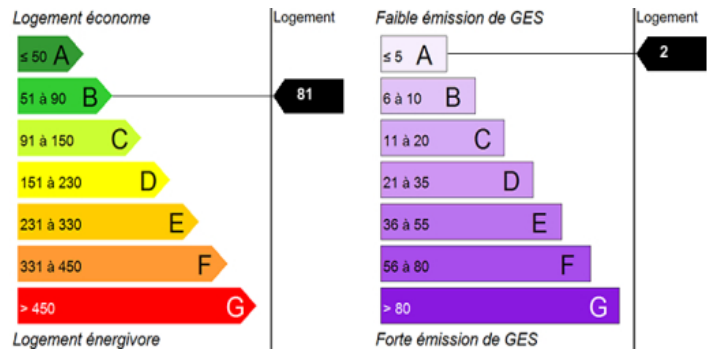 Logement économe Logement
≤ 50 A
51 à 90 B 81
91 à 150 C
151 à 230 D
231 à 330 E
331 à 450 F
> 450 G
Logement énergivore
Faible émission de GES Logement
≤ 5 A 2
6 à 10 B
11 à 20 C
21 à 35 D
36 à 55 E
56 à 80 F
> 80 G
Forte émission de GES